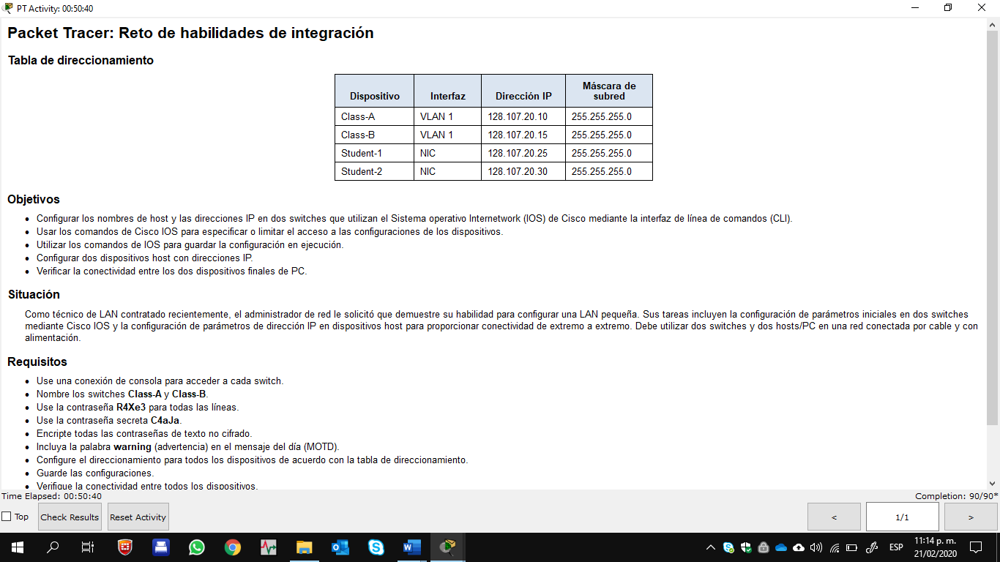 PT Activity: 00:50:40
Packet Tracer: Reto de habilidades de integración
Tabla de direccionamiento
Dispositivo Interfaz Dirección IP Máscara de subred
Class-A VLAN 1 128.107.20.10 255.255.255.0
Class-B VLAN 1 128.107.20.15 255.255.255.0
Student-1 NIC 128.107.20.25 255.255.255.0
Student-2 NIC 128.107.20.30 255.255.255.0
Objetivos
• Configurar los nombres de host y las direcciones IP en dos switches que utilizan el Sistema operativo Internetwork (IOS) de Cisco mediante la interfaz de línea de comandos (CLI).
• Usar los comandos de Cisco IOS para especificar o limitar el acceso a las configuraciones de los dispositivos.
• Utilizar los comandos de IOS para guardar la configuración en ejecución.
• Configurar dos dispositivos host con direcciones IP.
• Verificar la conectividad entre los dos dispositivos finales de PC.
Situación
Como técnico de LAN contratado recientemente, el administrador de red le solicitó que demuestre su habilidad para configurar una LAN pequeña. Sus tareas incluyen la configuración de parámetros iniciales en dos switches
mediante Cisco IOS y la configuración de parámetros de dirección IP en dispositivos host para proporcionar conectividad de extremo a extremo. Debe utilizar dos switches y dos hosts/PC en una red conectada por cable y con
alimentación.
Requisitos
• Use una conexión de consola para acceder a cada switch.
• Nombre los switches Class-A y Class-B.
• Use la contraseña R4Xe3 para todas las líneas.
• Use la contraseña secreta C4aJa.
• Encripte todas las contraseñas de texto no cifrado.
• Incluya la palabra warning (advertencia) en el mensaje del día (MOTD).
• Configure el direccionamiento para todos los dispositivos de acuerdo con la tabla de direccionamiento.
• Guarde las configuraciones.
• Verifique la conectividad entre todos los dispositivos.
Time Elapsed: 00:50:40 Completion: 90/90*
Top Check Results Reset Activity < 1/1 >
ESP 11:14 p. m.
21/02/2020